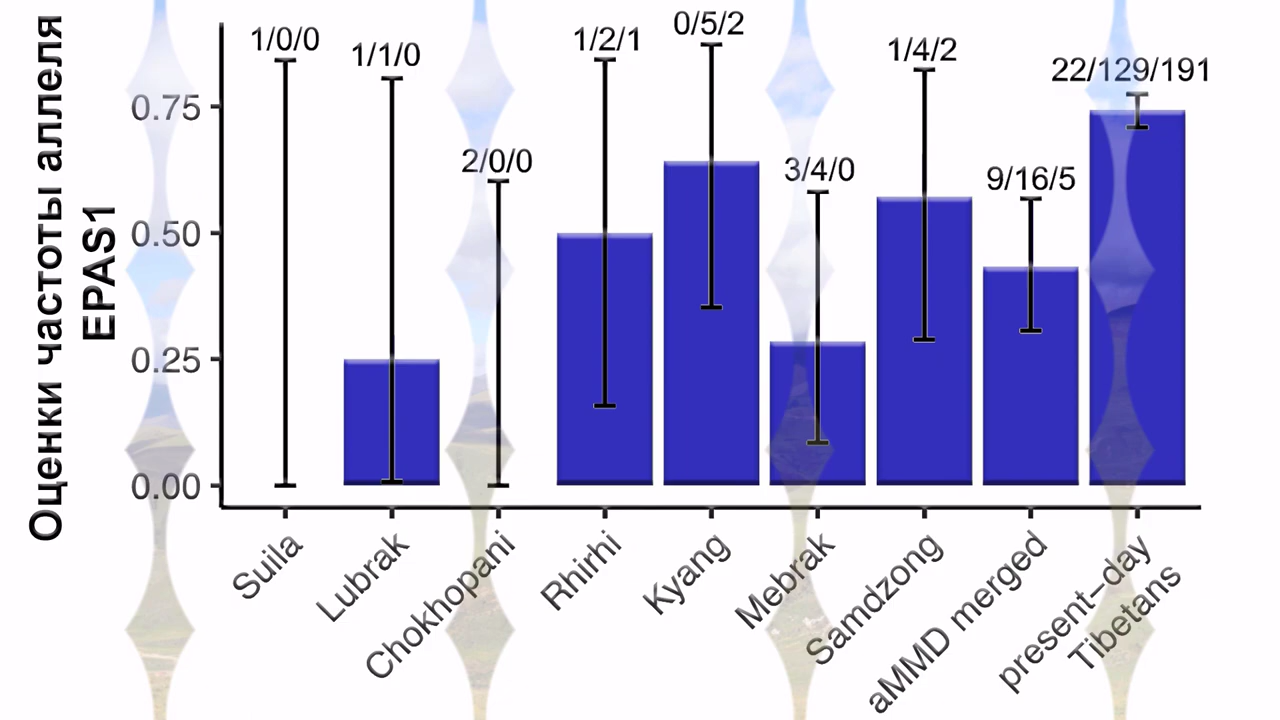 Оценки частоты аллеля
EPAS1
0.75
0.50
0.25
0.00
1/0/0
1/1/0
2/0/0
1/2/1
0/5/2
3/4/0
1/4/2
9/16/5
22/129/191
Suila
Lubrak
Chokhopani
Rhirhi
Kyang
Mebrak
Samdzong
aMMD merged
present–day
Tibetans